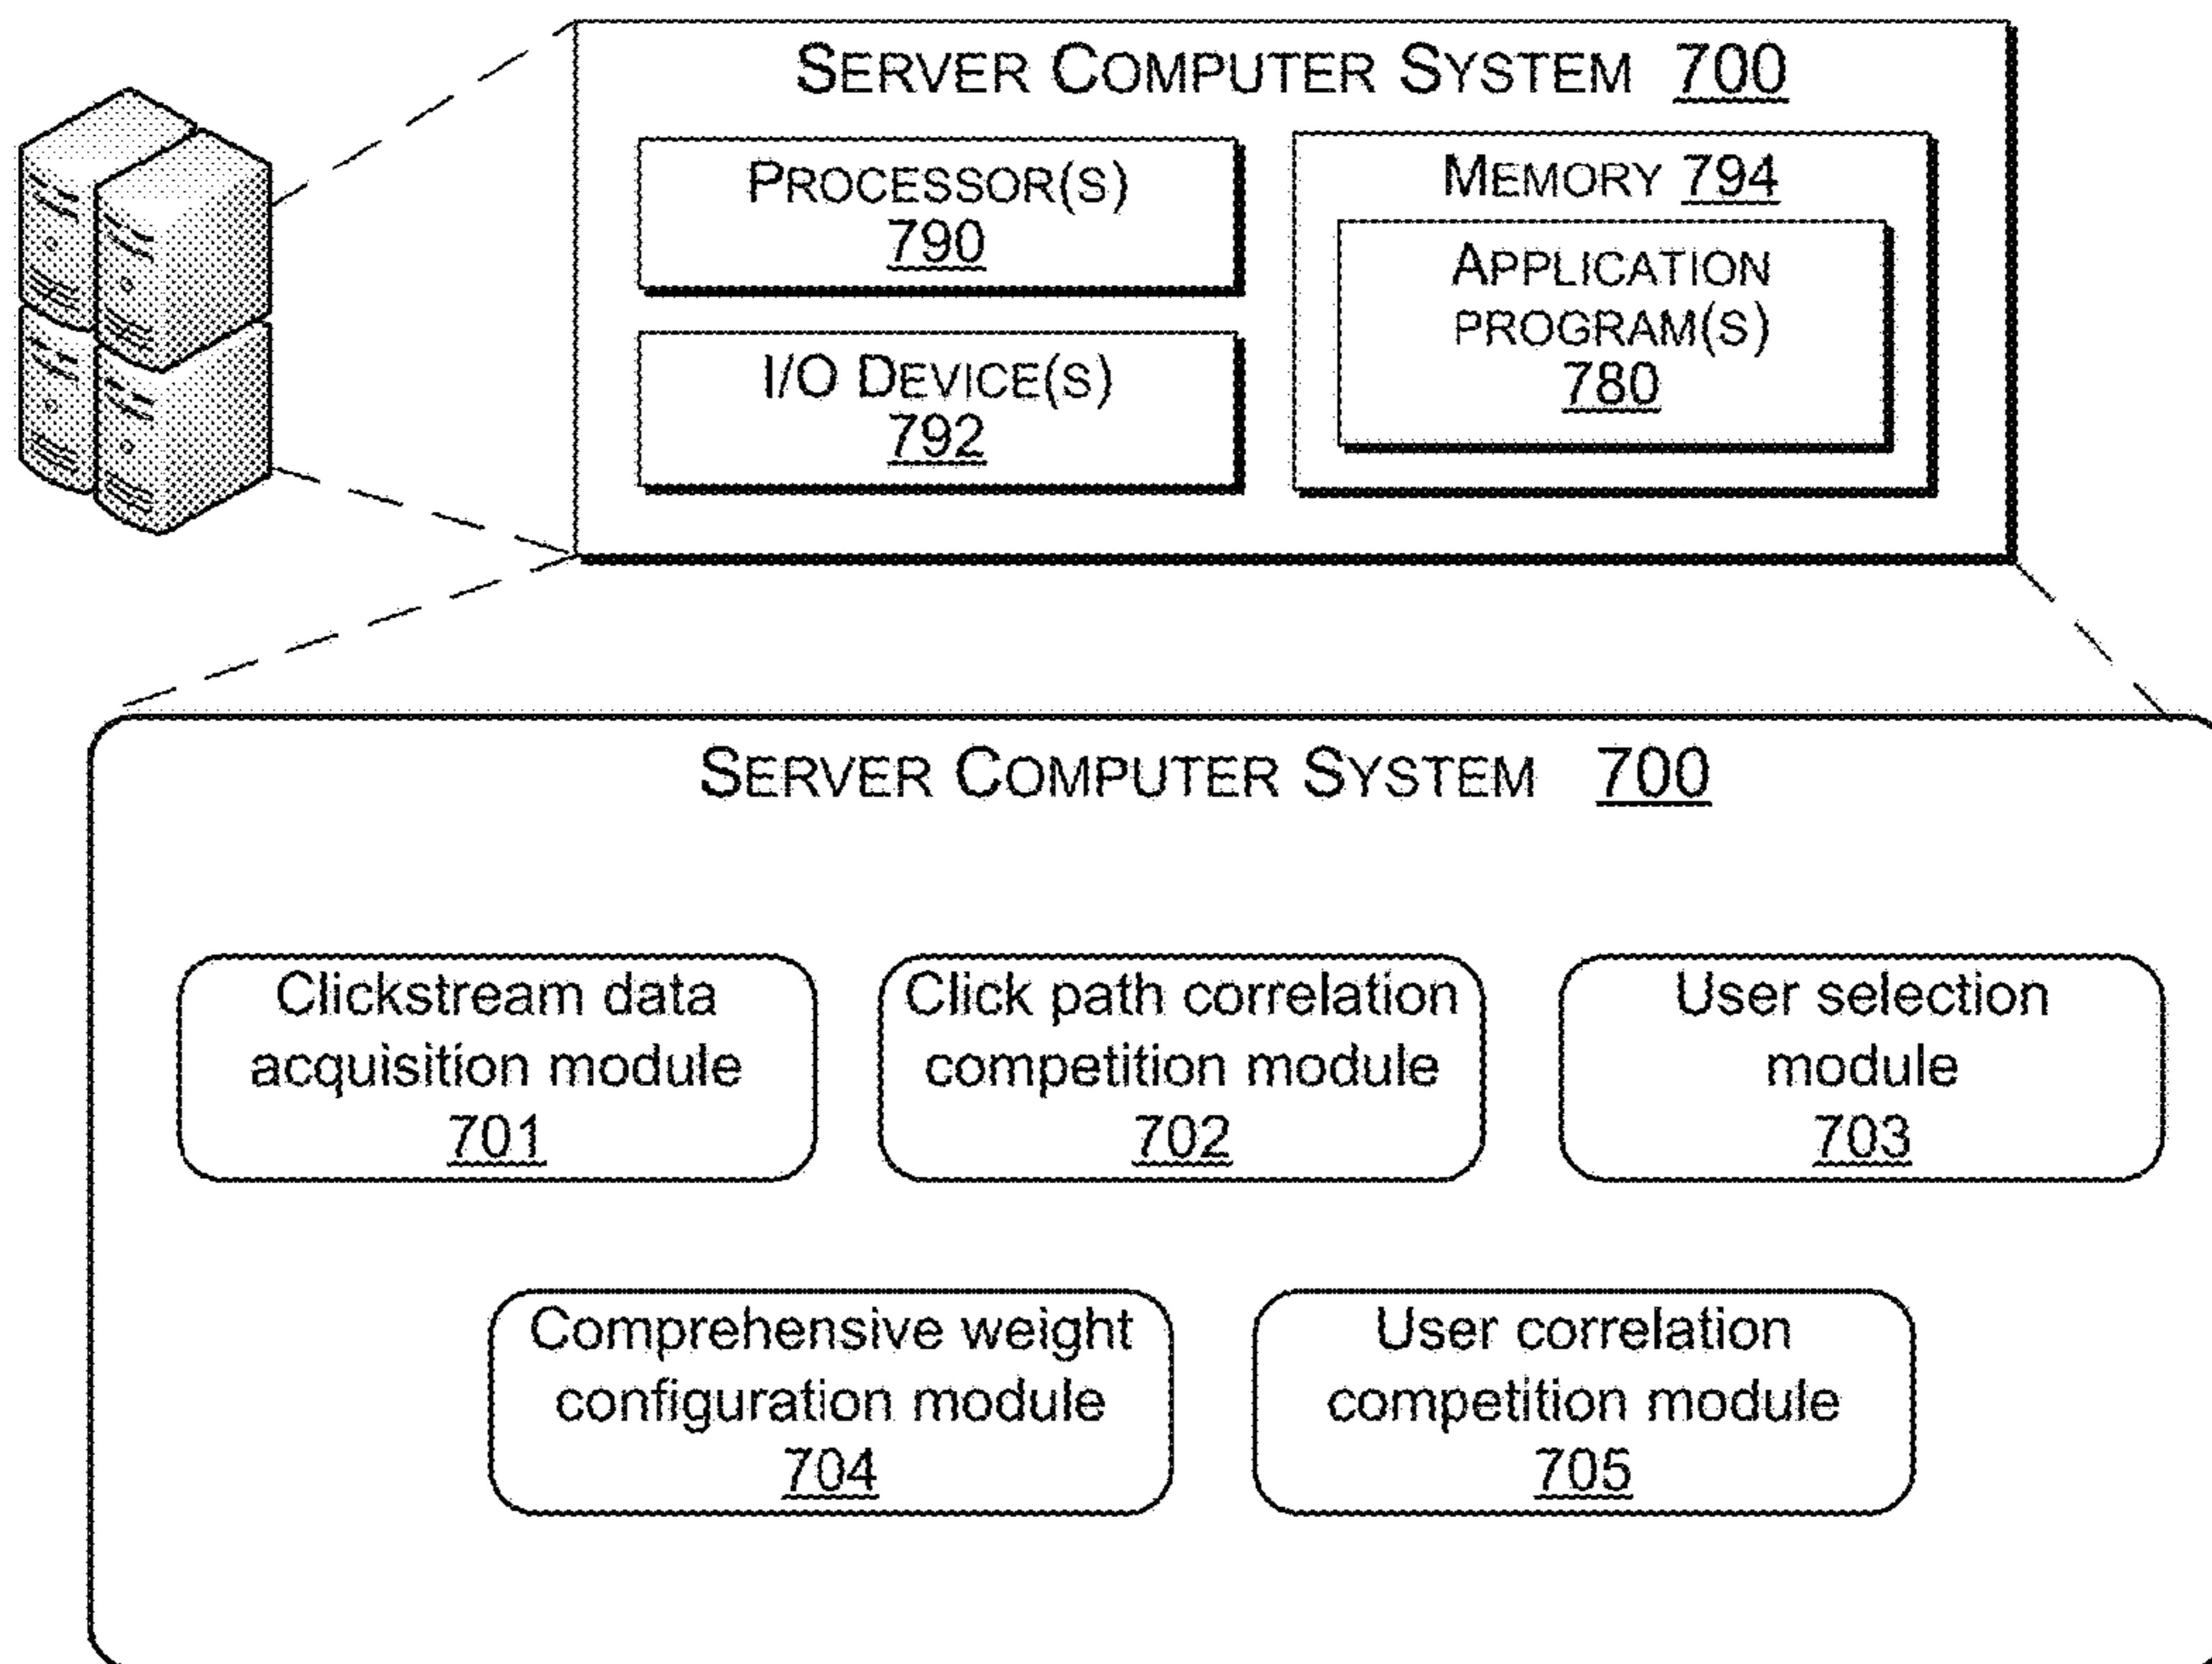 SERVER COMPUTER SYSTEM 700
PROCESSOR(S)
790
I/O DEVICE(S)
792
MEMORY 794
APPLICATION
PROGRAM(S)
780
SERVER COMPUTER SYSTEM 700
Clickstream data
acquisition module
701
Click path correlation
competition module
702
User selection
module
703
Comprehensive weight
configuration module
704
User correlation
competition module
705